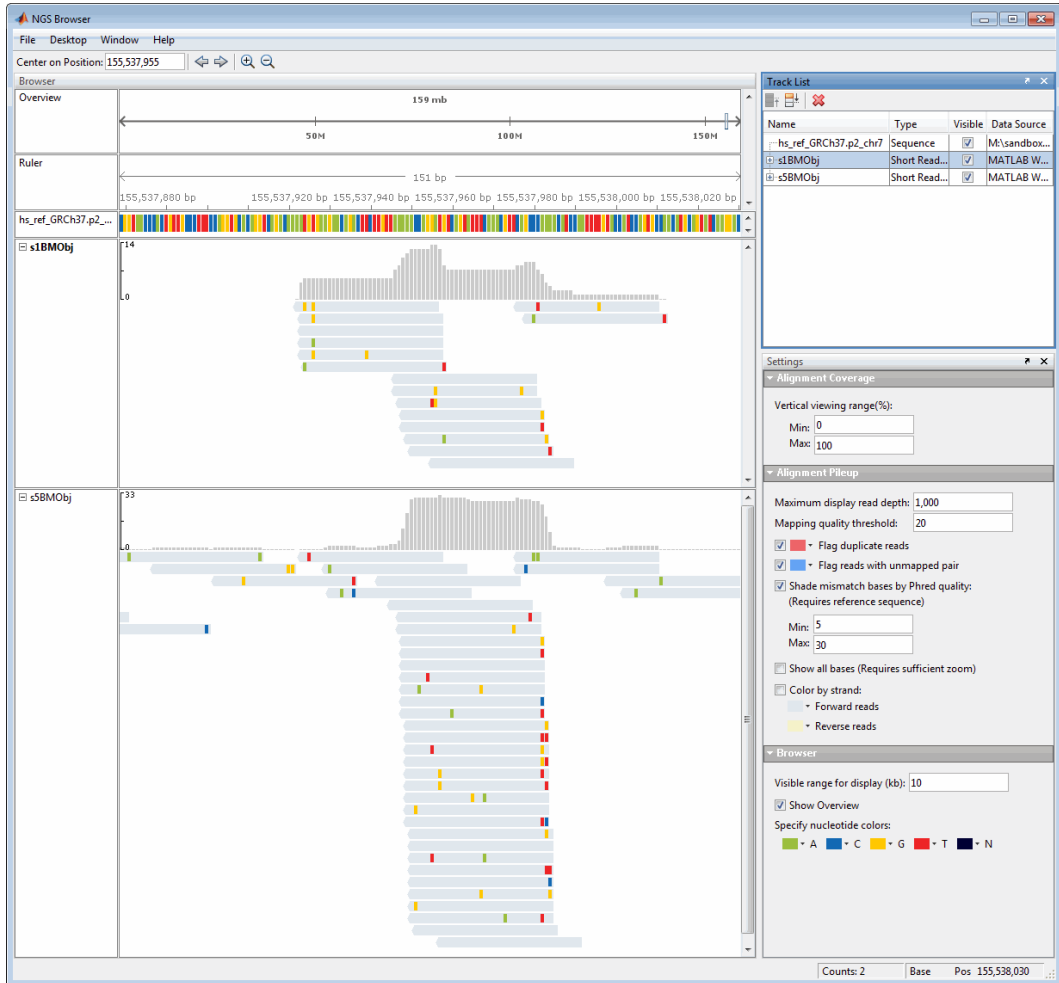 NGS Browser
File Desktop Window Help
Center on Position: 155,537,955
Browser
Overview
159 mb
50M 100M 150M
Ruler
151 bp
155,537,880 bp 155,537,920 bp 155,537,940 bp 155,537,960 bp 155,537,980 bp 155,538,000 bp 155,538,020 bp
hs_ref_GRCh37.p2_...
s1BMObj
14
0
s5BMObj
33
0
Track List
Name Type Visible Data Source
hs_ref_GRCh37.p2_chr7 Sequence M:\sandbox...
s1BMObj Short Read... MATLAB W...
s5BMObj Short Read... MATLAB W...
Settings
Alignment Coverage
Vertical viewing range(%):
Min: 0
Max: 100
Alignment Pileup
Maximum display read depth: 1,000
Mapping quality threshold: 20
Flag duplicate reads
Flag reads with unmapped pair
Shade mismatch bases by Phred quality:
(Requires reference sequence)
Min: 5
Max: 30
Show all bases (Requires sufficient zoom)
Color by strand:
Forward reads
Reverse reads
Browser
Visible range for display (kb): 10
Show Overview
Specify nucleotide colors:
A C G T N
Counts: 2 Base Pos 155,538,030